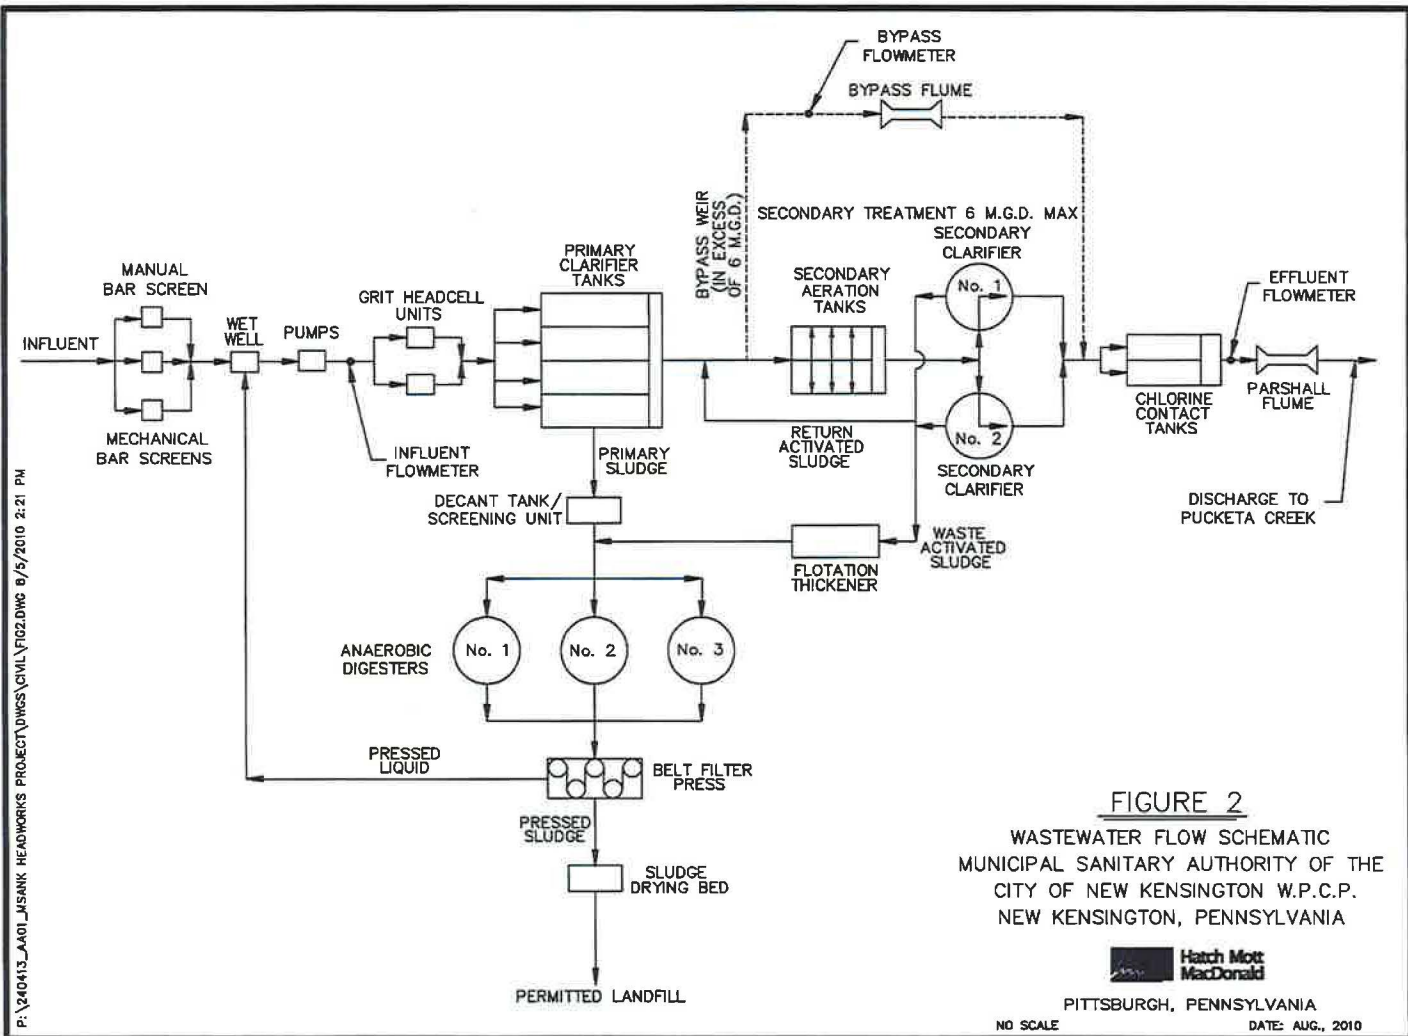 BYPASS
FLOWMETER
BYPASS FLUME
BYPASS WEIR
(IN EXCESS
OF 6 M.G.D.)
SECONDARY TREATMENT 6 M.G.D. MAX
SECONDARY
CLARIFIER
No. 1
SECONDARY
AERATION
TANKS
PRIMARY
CLARIFIER
TANKS
MANUAL
BAR SCREEN
GRIT HEADCELL
UNITS
EFFLUENT
FLOWMETER
INFLUENT
WET
WELL
PUMPS
MECHANICAL
BAR SCREENS
INFLUENT
FLOWMETER
PRIMARY
SLUDGE
RETURN
ACTIVATED
SLUDGE
No. 2
SECONDARY
CLARIFIER
CHLORINE
CONTACT
TANKS
PARSHALL
FLUME
DISCHARGE TO
PUCKETA CREEK
DECANT TANK/
SCREENING UNIT
WASTE
ACTIVATED
SLUDGE
FLOTATION
THICKENER
ANAEROBIC
DIGESTERS
No. 1
No. 2
No. 3
PRESSED
LIQUID
BELT FILTER
PRESS
PRESSED
SLUDGE
SLUDGE
DRYING BED
PERMITTED LANDFILL
FIGURE 2
WASTEWATER FLOW SCHEMATIC
MUNICIPAL SANITARY AUTHORITY OF THE
CITY OF NEW KENSINGTON W.P.C.P.
NEW KENSINGTON, PENNSYLVANIA
Hatch Mott
MacDonald
PITTSBURGH, PENNSYLVANIA
NO SCALE
DATE: AUG., 2010
P:\240413_AA01_MSANK HEADWORKS PROJECT\DWGS\CIVIL\FIG2.DWG 8/5/2010 2:21 PM